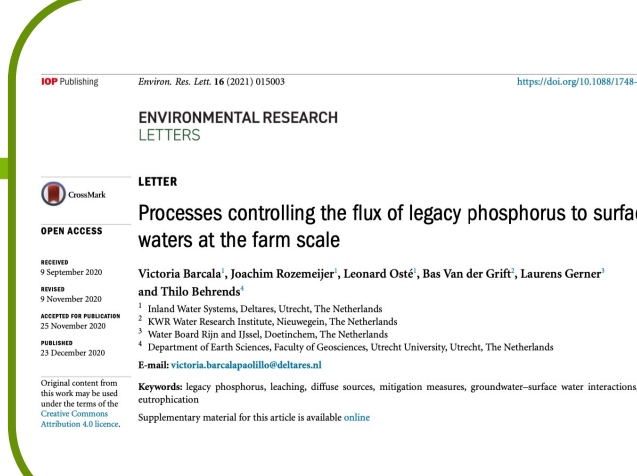 IOP Publishing
Environ. Res. Lett. 16 (2021) 015003
https://doi.org/10.1088/1748-
ENVIRONMENTAL RESEARCH
LETTERS
CrossMark
OPEN ACCESS
RECEIVED
9 September 2020
REVISED
9 November 2020
ACCEPTED FOR PUBLICATION
25 November 2020
PUBLISHED
23 December 2020
Original content from
this work may be used
under the terms of the
Creative Commons
Attribution 4.0 licence.
LETTER
Processes controlling the flux of legacy phosphorus to surfac
waters at the farm scale
Victoria Barcala1, Joachim Rozemeijer1, Leonard Osté1, Bas Van der Grift2, Laurens Gerner3
and Thilo Behrends4
1 Inland Water Systems, Deltares, Utrecht, The Netherlands
2 KWR Water Research Institute, Nieuwegein, The Netherlands
3 Water Board Rijn and IJssel, Doetinchem, The Netherlands
4 Department of Earth Sciences, Faculty of Geosciences, Utrecht University, Utrecht, The Netherlands
E-mail: victoria.barcalapaolillo@deltares.nl
Keywords: legacy phosphorus, leaching, diffuse sources, mitigation measures, groundwater–surface water interactions,
eutrophication
Supplementary material for this article is available online